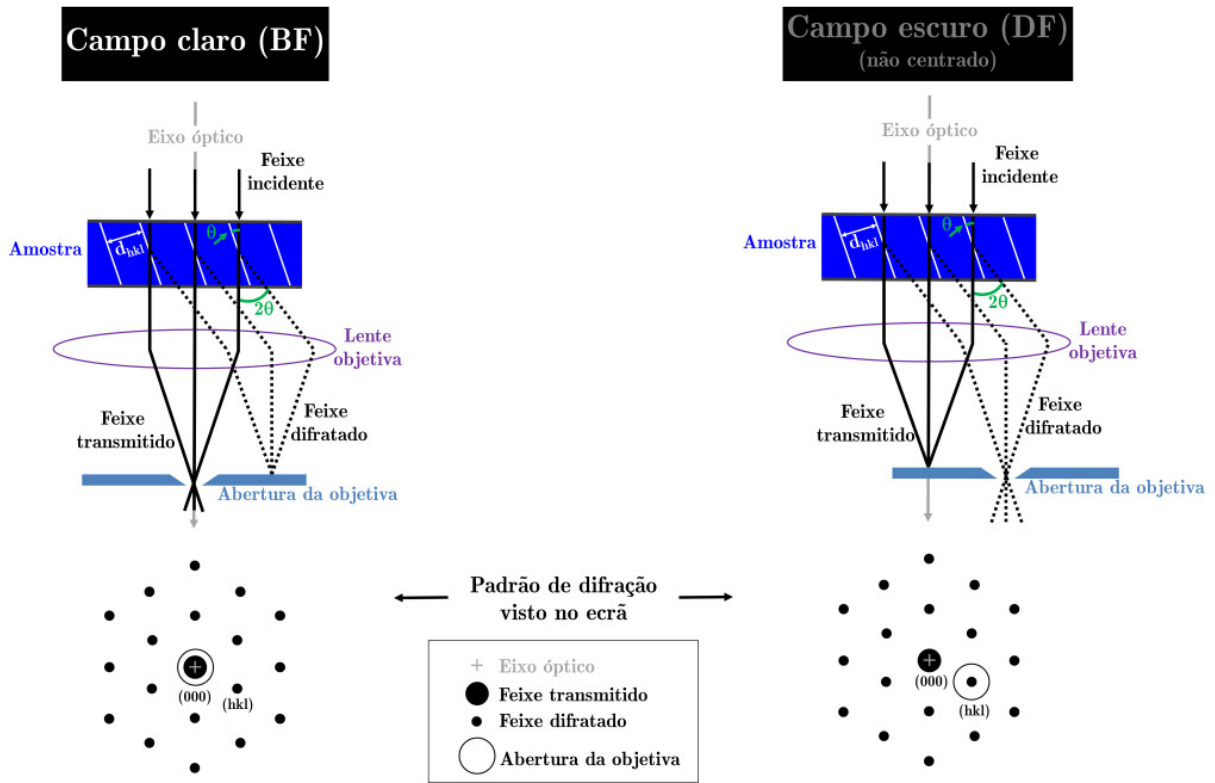 Campo claro (BF)
Eixo óptico
Feixe
incidente
θ
d_hkl
Amostra
2θ
Lente
objetiva
Feixe
transmitido
Feixe
difratado
Abertura da objetiva
(000)
(hkl)
Campo escuro (DF)
(não centrado)
Eixo óptico
Feixe
incidente
θ
d_hkl
Amostra
2θ
Lente
objetiva
Feixe
transmitido
Feixe
difratado
Abertura da objetiva
(000)
(hkl)
Padrão de difração
visto no ecrã
Eixo óptico
Feixe transmitido
Feixe difratado
Abertura da objetiva